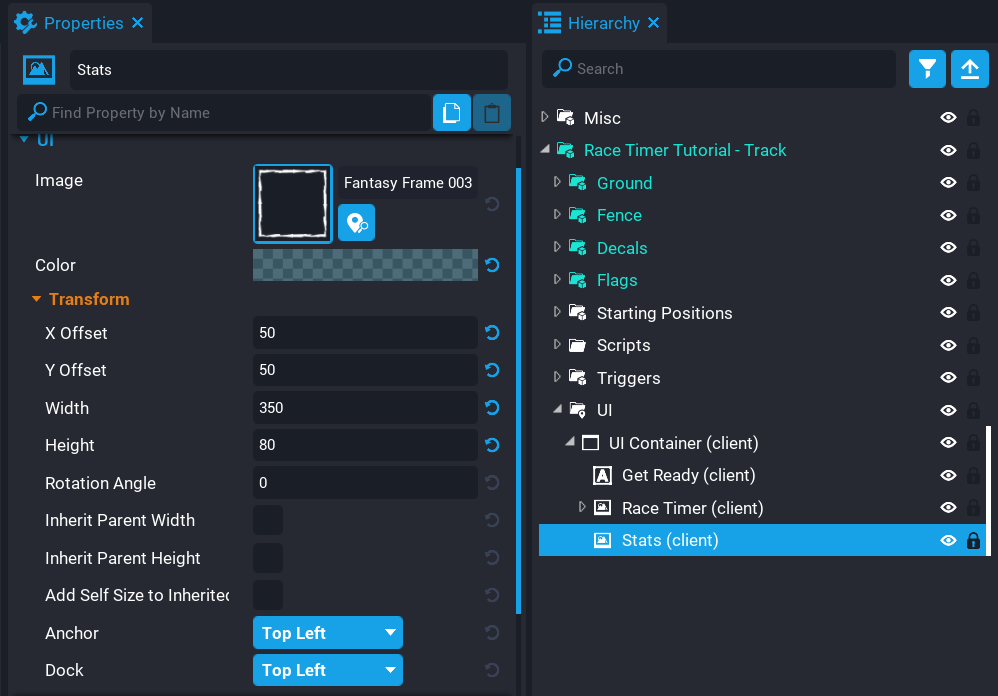 Properties
Stats
Find Property by Name
UI
Image
Fantasy Frame 003
Color
Transform
X Offset
50
Y Offset
50
Width
350
Height
80
Rotation Angle
0
Inherit Parent Width
Inherit Parent Height
Add Self Size to Inherited
Anchor
Top Left
Dock
Top Left
Hierarchy
Search
Misc
Race Timer Tutorial - Track
Ground
Fence
Decals
Flags
Starting Positions
Scripts
Triggers
UI
UI Container (client)
Get Ready (client)
Race Timer (client)
Stats (client)